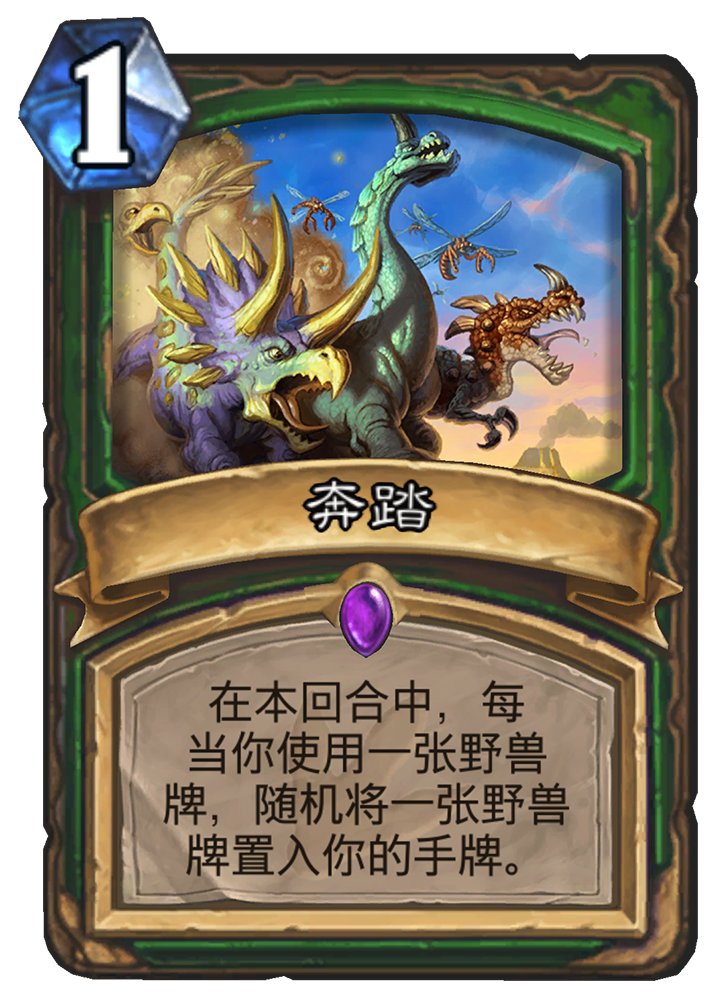 1
奔踏
在本回合中，每
当你使用一张野兽
牌，随机将一张野兽
牌置入你的手牌。